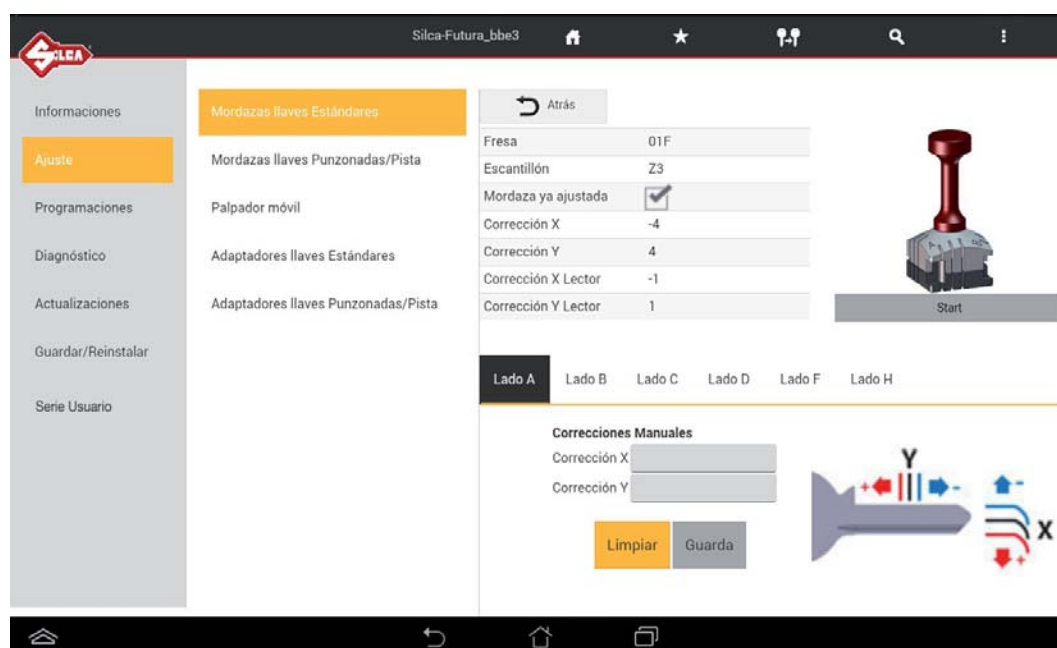 SILCA
Silca-Futura_bbe3
Informaciones
Ajuste
Programaciones
Diagnóstico
Actualizaciones
Guardar/Reinstalar
Serie Usuario
Mordazas llaves Estándares
Mordazas llaves Punzonadas/Pista
Palpador móvil
Adaptadores llaves Estándares
Adaptadores llaves Punzonadas/Pista
Atrás
Fresa 01F
Escantillón Z3
Mordaza ya ajustada
Corrección X -4
Corrección Y 4
Corrección X Lector -1
Corrección Y Lector 1
Start
Lado A Lado B Lado C Lado D Lado F Lado H
Correcciones Manuales
Corrección X
Corrección Y
Limpiar Guarda
Y
+ - -
X
+